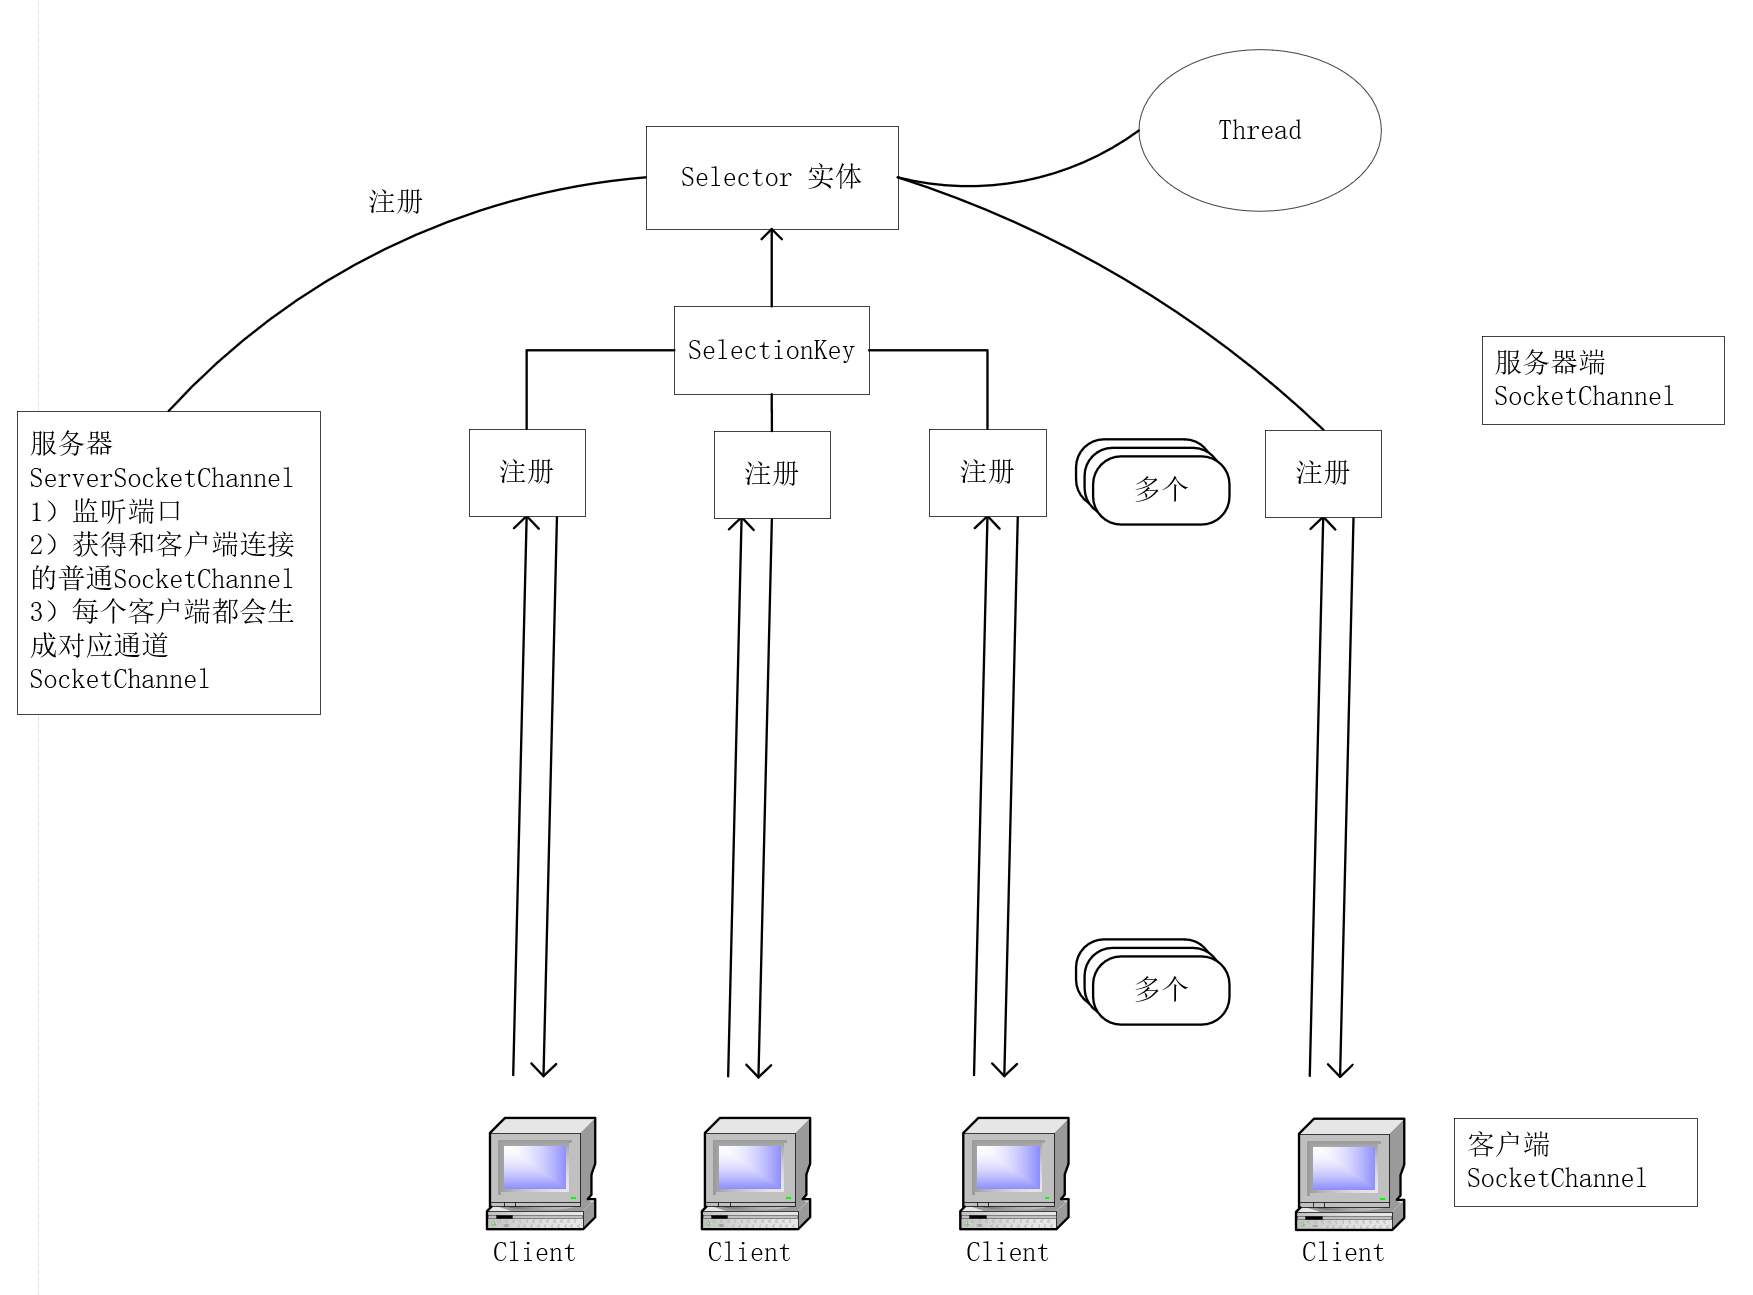 Thread
Selector 实体
注册
SelectionKey
服务器端
SocketChannel
服务器
ServerSocketChannel
1）监听端口
2）获得和客户端连接
的普通SocketChannel
3）每个客户端都会生
成对应通道
SocketChannel
注册
注册
注册
多个
注册
多个
客户端
SocketChannel
Client
Client
Client
Client